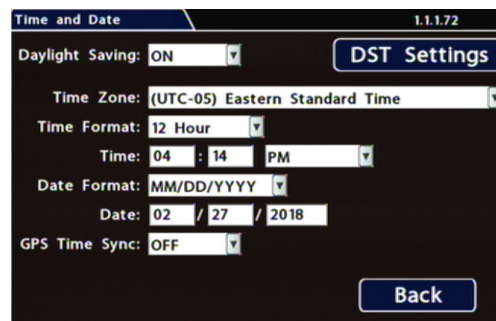 Time and Date 1.1.1.72
Daylight Saving: ON DST Settings
Time Zone: (UTC-05) Eastern Standard Time
Time Format: 12 Hour
Time: 04 : 14 PM
Date Format: MM/DD/YYYY
Date: 02 / 27 / 2018
GPS Time Sync: OFF
Back